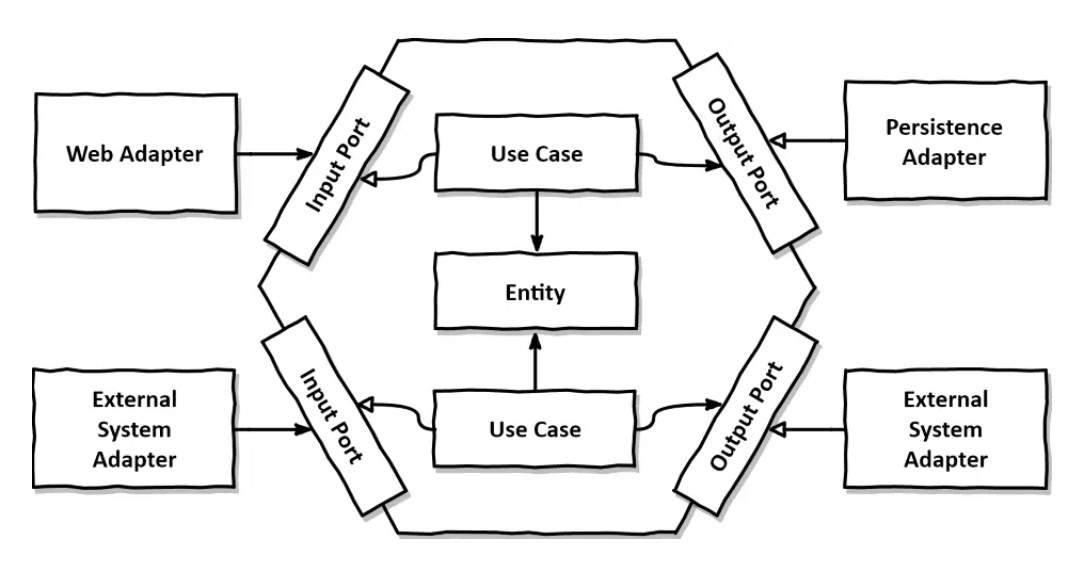 Web Adapter
Input Port
Use Case
Output Port
Persistence
Adapter
Entity
External
System
Adapter
Input Port
Use Case
Output Port
External
System
Adapter